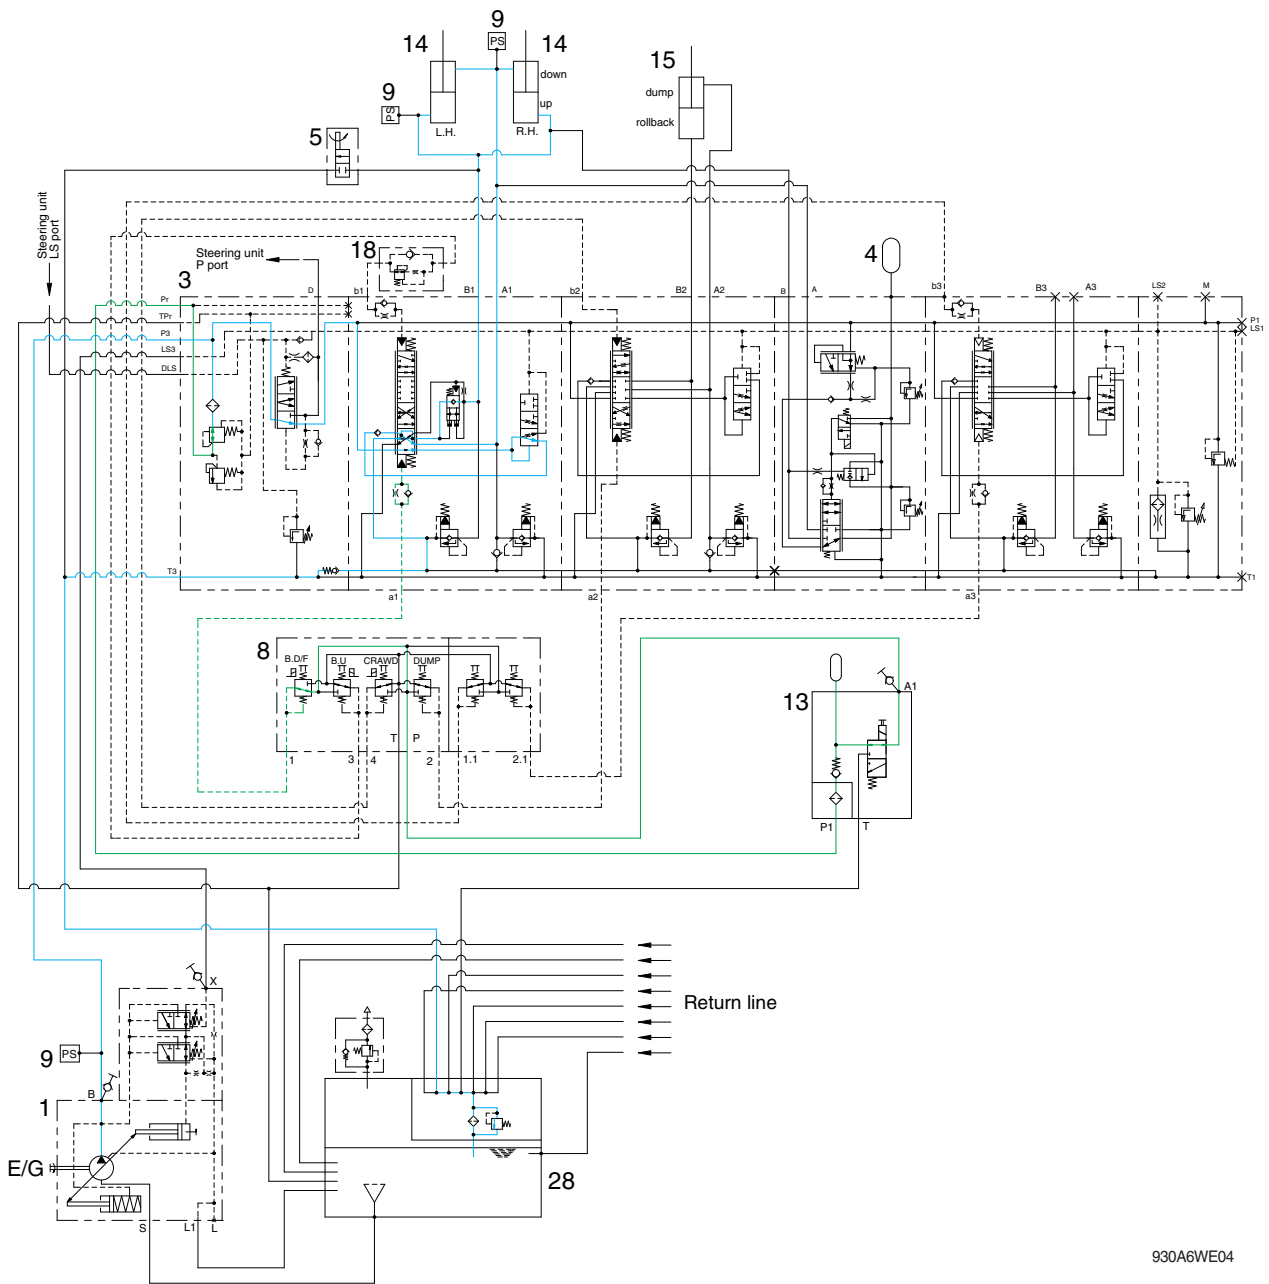 9
PS
14
14
15
down
dump
9
PS
up
rollback
5
L.H.
R.H.
Steering unit
LS port
Steering unit
P port
18
4
3
D
b1
B1
A1
b2
B2
A2
B
A
b3
B3
A3
LS2
M
Pr
TPr
P3
LS3
DLS
P1
LS1
T3
T1
a1
a2
a3
8
B.D/F
B.U
CRAWD
DUMP
T
P
1
3
4
2
1.1
2.1
13
A1
P1
T
X
9
PS
B
1
E/G
S
L1
L
Return line
28
930A6WE04